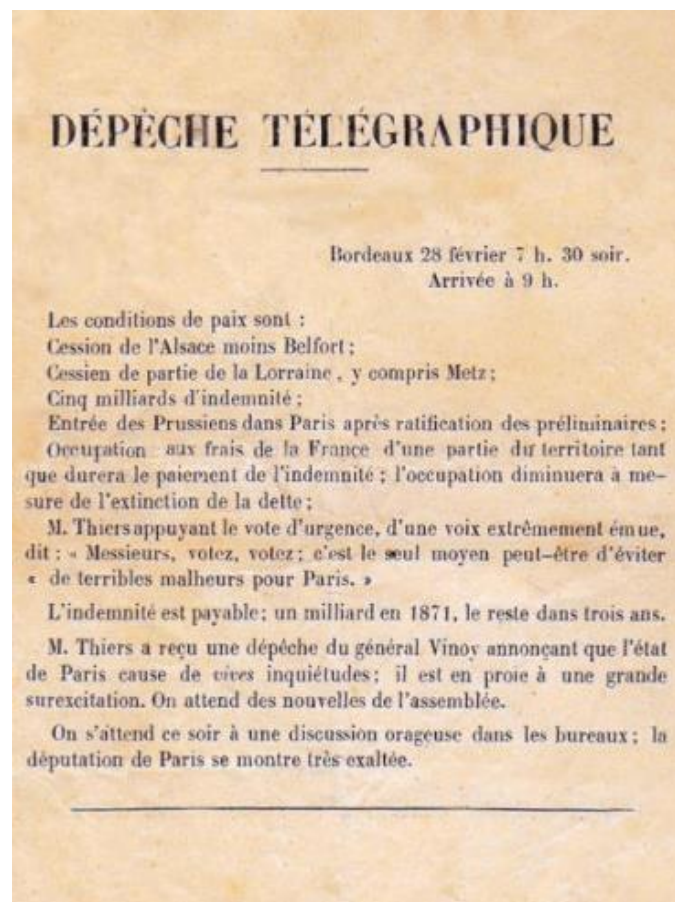 DÉPÈCHE TÉLÉGRAPHIQUE
Bordeaux 28 février 7 h. 30 soir.
Arrivée à 9 h.
Les conditions de paix sont :
Cession de l'Alsace moins Belfort ;
Cessien de partie de la Lorraine , y compris Metz ;
Cinq milliards d'indemnité ;
Entrée des Prussiens dans Paris après ratification des préliminaires ;
Occupation aux frais de la France d'une partie du territoire tant
que durera le paiement de l'indemnité ; l'occupation diminuera à me-
sure de l'extinction de la dette ;
M. Thiers appuyant le vote d'urgence, d'une voix extrêmement émue,
dit : « Messieurs, votez, votez ; c'est le seul moyen peut-être d'éviter
« de terribles malheurs pour Paris. »
L'indemnité est payable ; un milliard en 1871, le reste dans trois ans.
M. Thiers a reçu une dépêche du général Vinoy annonçant que l'état
de Paris cause de vives inquiétudes ; il est en proie à une grande
surexcitation. On attend des nouvelles de l'assemblée.
On s'attend ce soir à une discussion orageuse dans les bureaux ; la
députation de Paris se montre très exaltée.